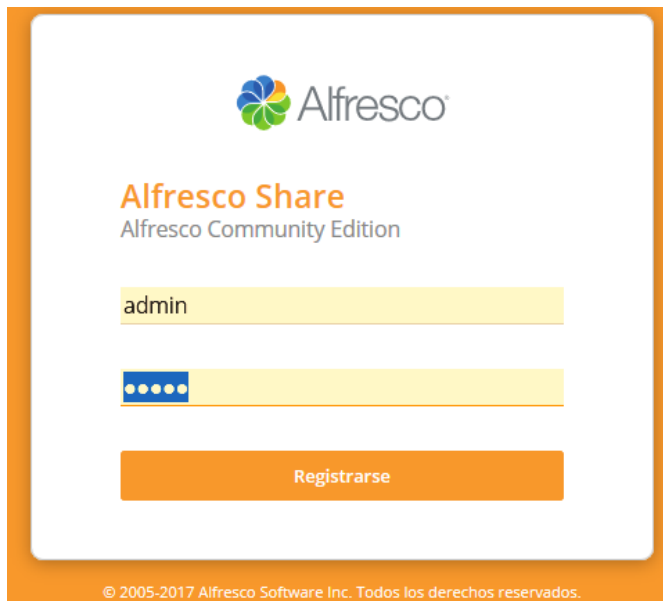 Alfresco
Alfresco Share
Alfresco Community Edition
admin
●●●●●
Registrarse
© 2005-2017 Alfresco Software Inc. Todos los derechos reservados.